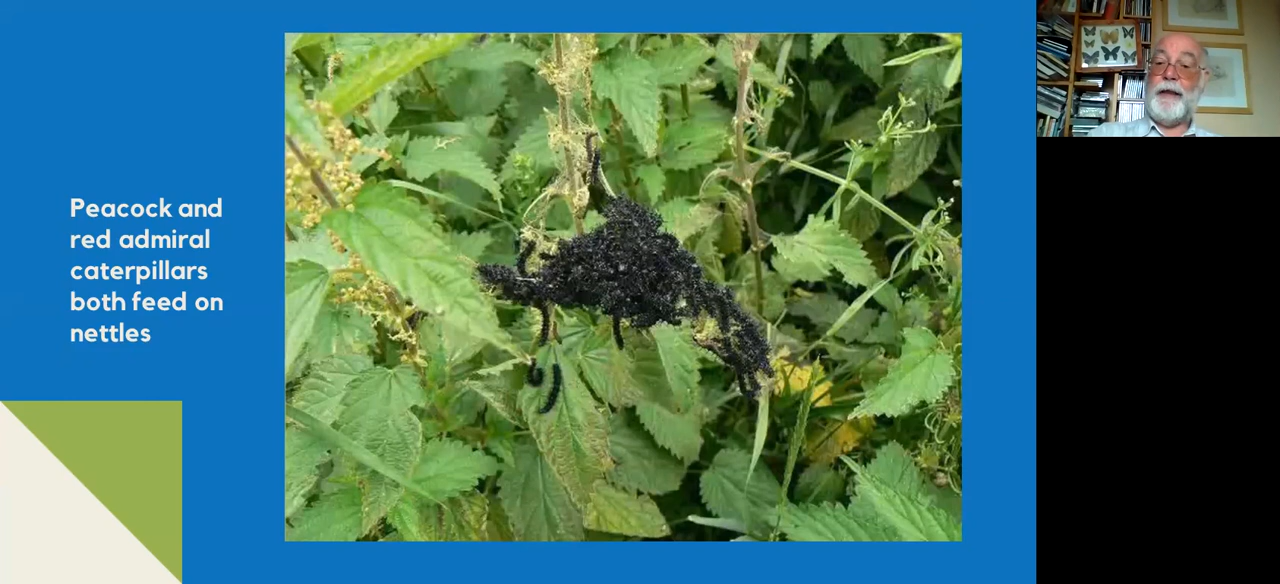 Peacock and
red admiral
caterpillars
both feed on
nettles